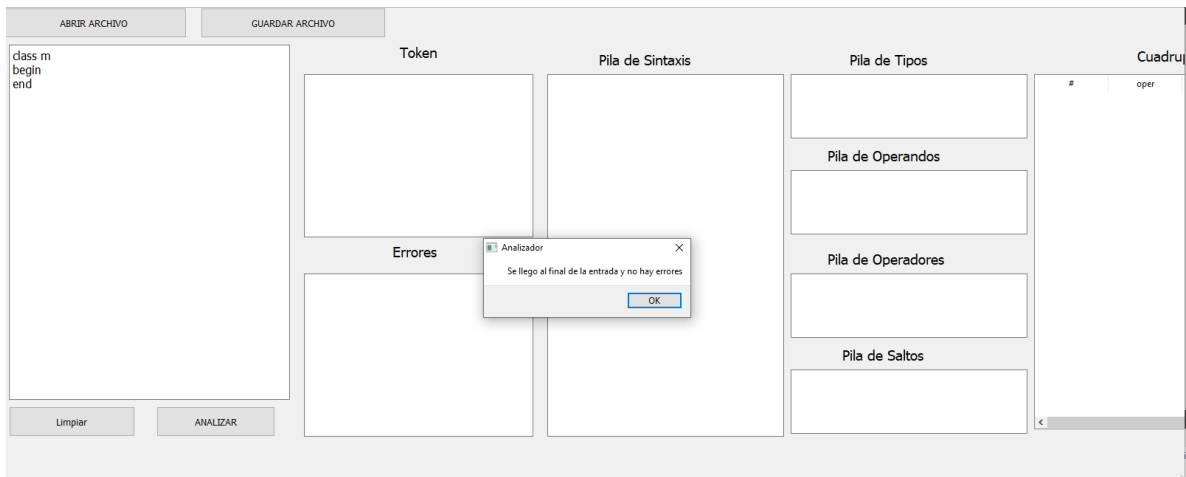 ABRIR ARCHIVO
GUARDAR ARCHIVO
class m
begin
end
Limpiar
ANALIZAR
Token
Errores
Pila de Sintaxis
Pila de Tipos
Pila de Operandos
Pila de Operadores
Pila de Saltos
Cuadrup
# oper
Analizador
Se llego al final de la entrada y no hay errores
OK